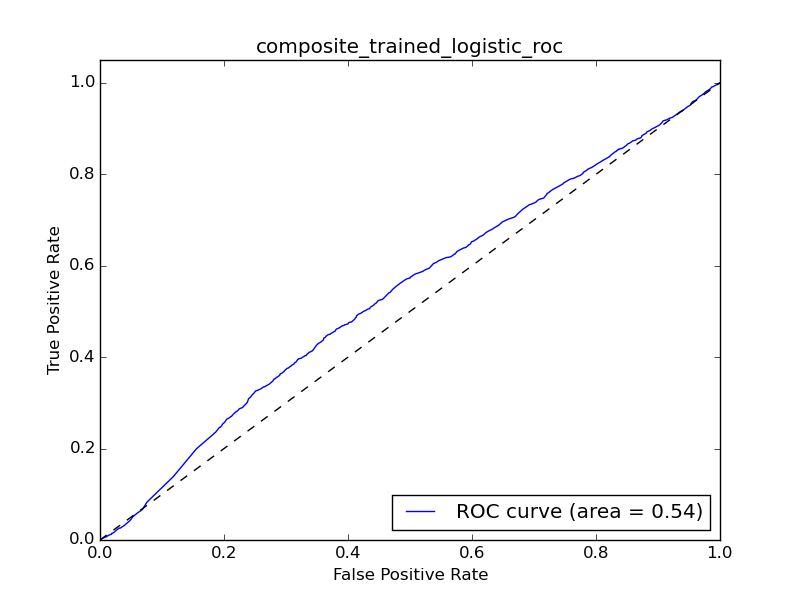 composite_trained_logistic_roc
True Positive Rate
1.0
0.8
0.6
0.4
0.2
0.0
ROC curve (area = 0.54)
0.0 0.2 0.4 0.6 0.8 1.0
False Positive Rate